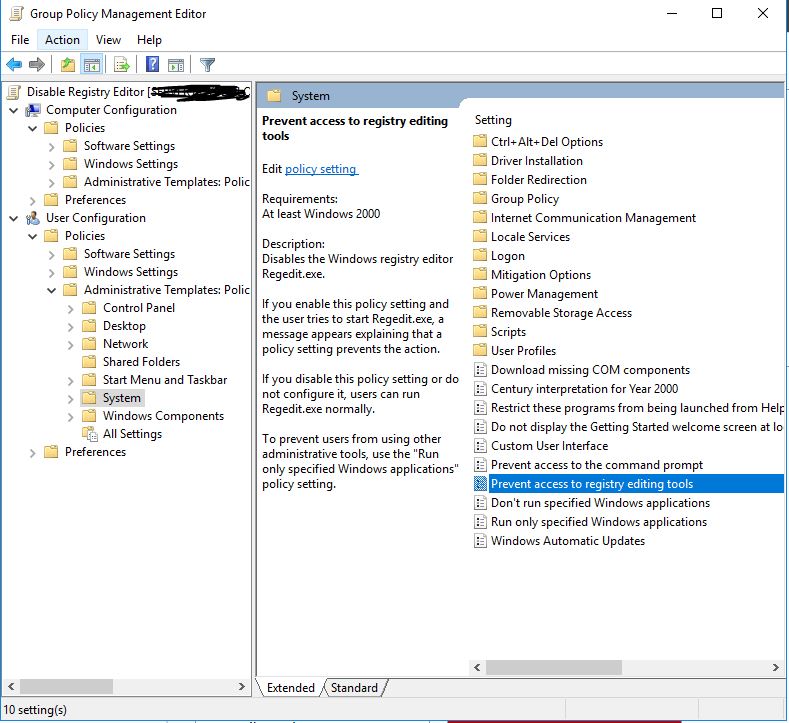 Group Policy Management Editor
File Action View Help
Disable Registry Editor [
Computer Configuration
Policies
Software Settings
Windows Settings
Administrative Templates: Polic
Preferences
User Configuration
Policies
Software Settings
Windows Settings
Administrative Templates: Polic
Control Panel
Desktop
Network
Shared Folders
Start Menu and Taskbar
System
Windows Components
All Settings
Preferences
System
Prevent access to registry editing
tools
Edit policy setting
Requirements:
At least Windows 2000
Description:
Disables the Windows registry editor
Regedit.exe.
If you enable this policy setting and
the user tries to start Regedit.exe, a
message appears explaining that a
policy setting prevents the action.
If you disable this policy setting or do
not configure it, users can run
Regedit.exe normally.
To prevent users from using other
administrative tools, use the "Run
only specified Windows applications"
policy setting.
Setting
Ctrl+Alt+Del Options
Driver Installation
Folder Redirection
Group Policy
Internet Communication Management
Locale Services
Logon
Mitigation Options
Power Management
Removable Storage Access
Scripts
User Profiles
Download missing COM components
Century interpretation for Year 2000
Restrict these programs from being launched from Help
Do not display the Getting Started welcome screen at lo
Custom User Interface
Prevent access to the command prompt
Prevent access to registry editing tools
Don't run specified Windows applications
Run only specified Windows applications
Windows Automatic Updates
Extended Standard
10 setting(s)